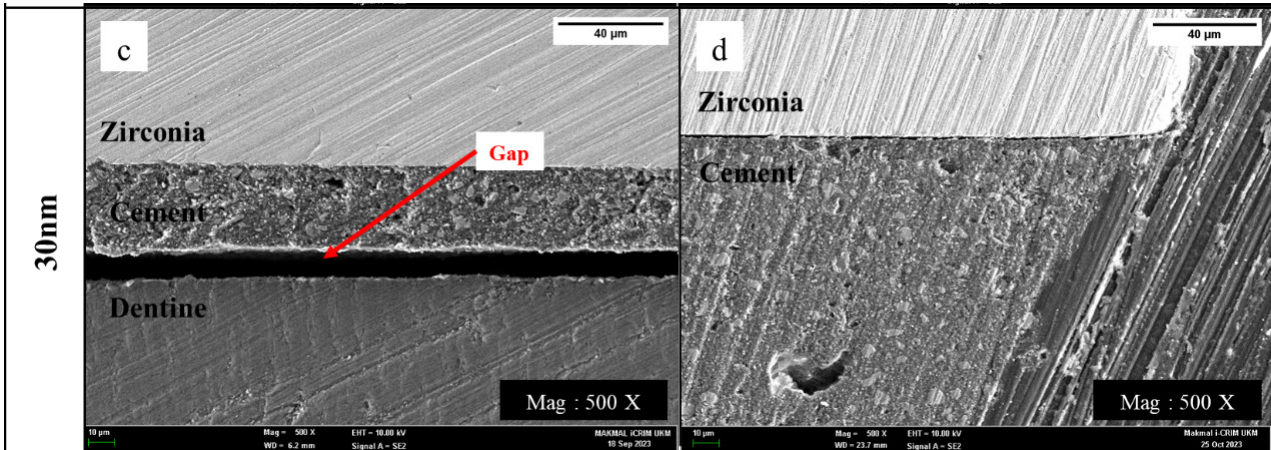 30nm
c
40 µm
Zirconia
Gap
Cement
Dentine
Mag : 500 X
10 µm
Mag = 500 X
EHT = 10.00 kV
MAKMAL iCRIM UKM
WD = 6.2 mm
Signal A = SE2
18 Sep 2023
d
40 µm
Zirconia
Cement
Mag : 500 X
10 µm
Mag = 500 X
EHT = 10.00 kV
Makmal i-CRIM UKM
WD = 23.7 mm
Signal A = SE2
25 Oct 2023